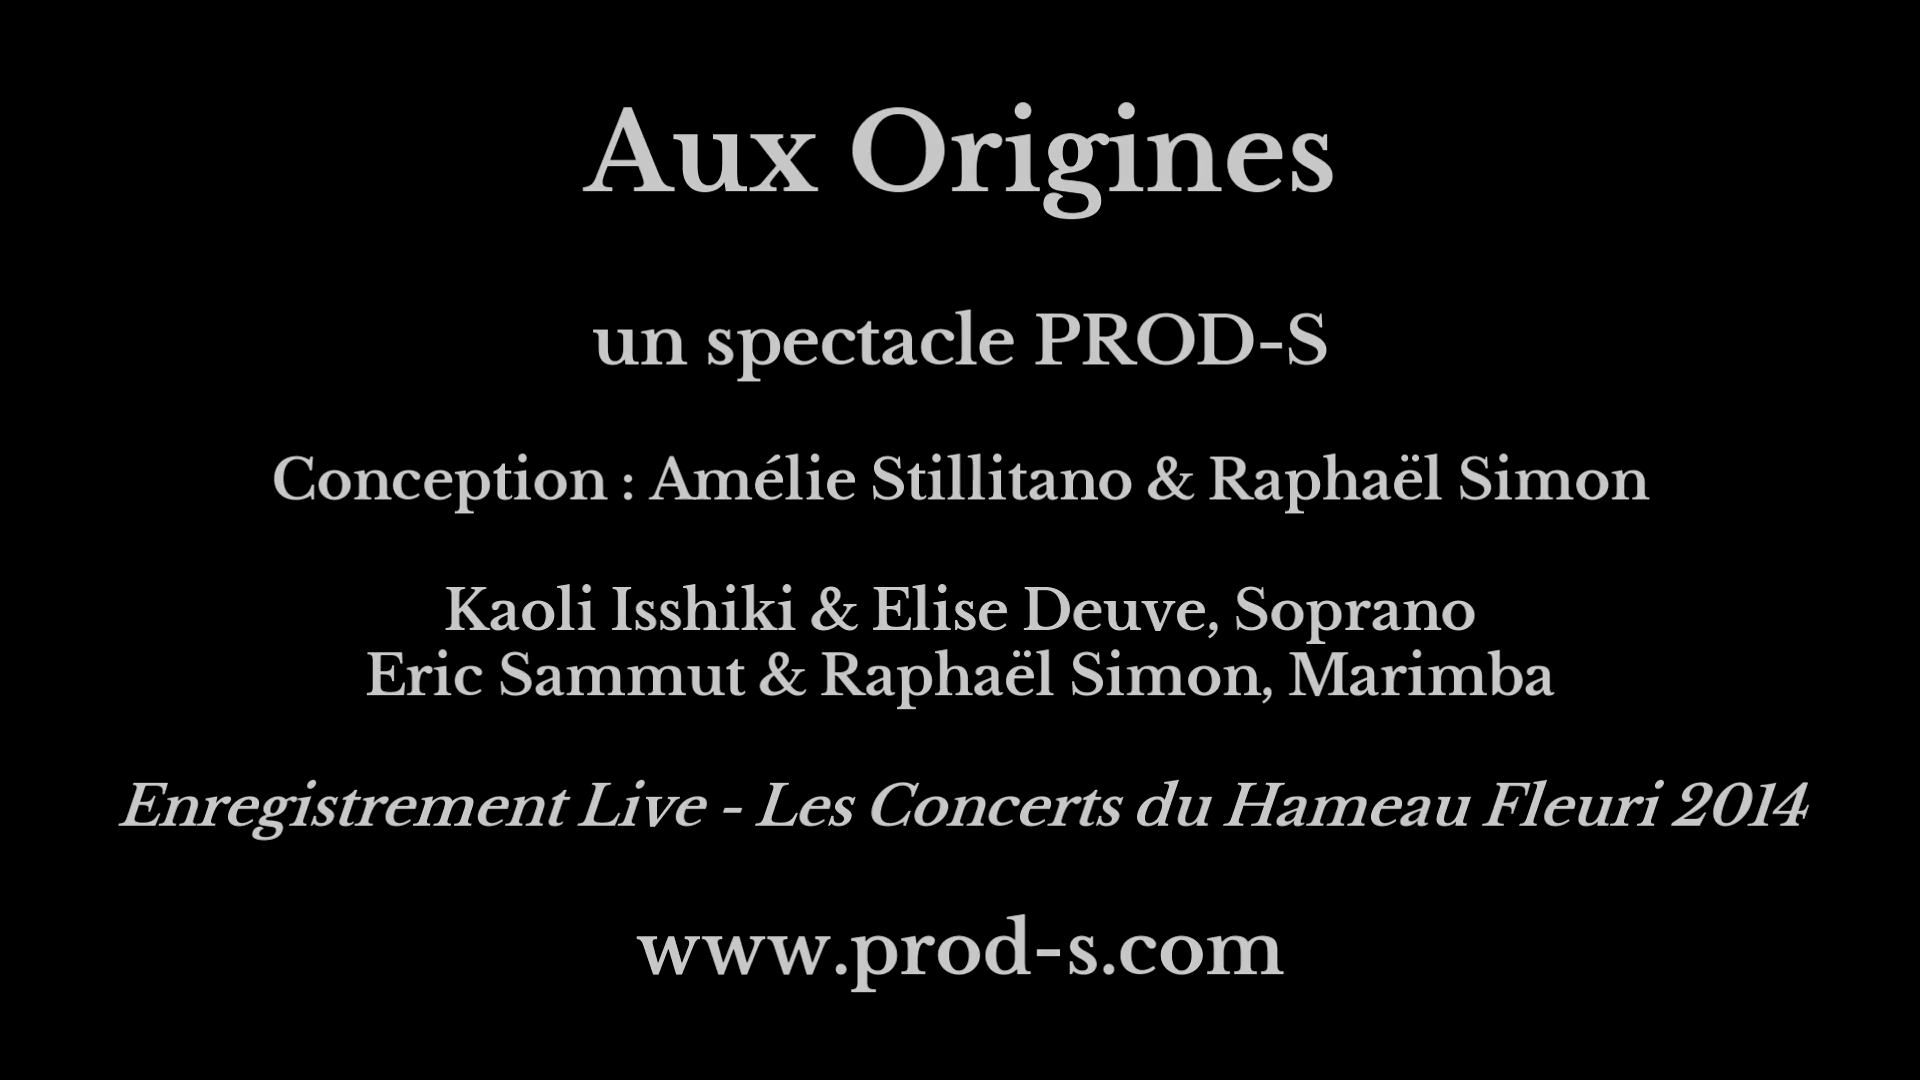 Aux Origines
un spectacle PROD-S
Conception : Amélie Stillitano & Raphaël Simon
Kaoli Isshiki & Elise Deuve, Soprano
Eric Sammut & Raphaël Simon, Marimba
Enregistrement Live - Les Concerts du Hameau Fleuri 2014
www.prod-s.com